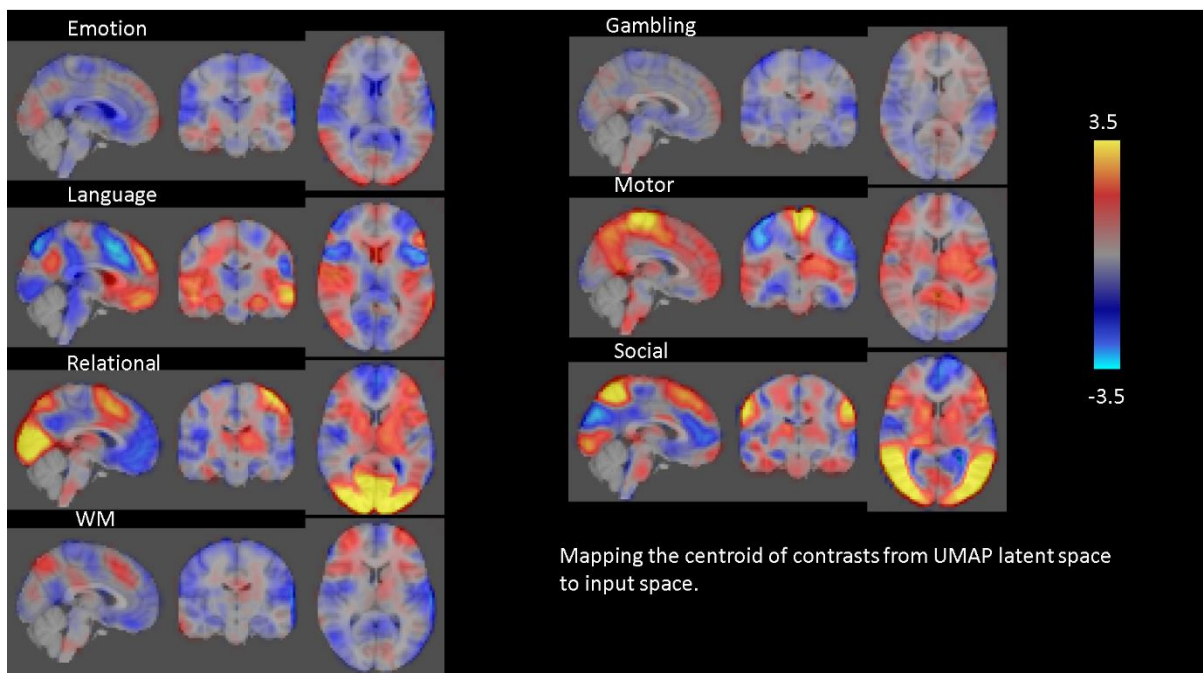 Emotion
Gambling
3.5
Language
Motor
-3.5
Relational
Social
WM
Mapping the centroid of contrasts from UMAP latent space
to input space.